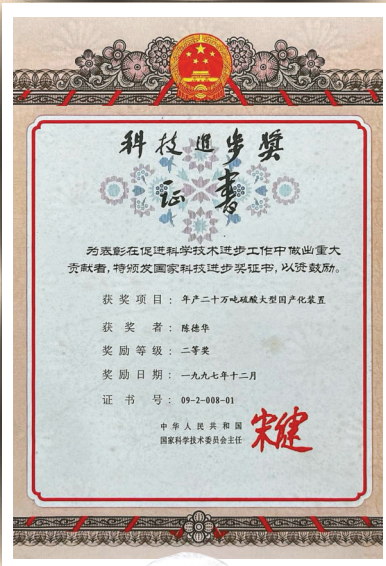 科技進步獎
证書
为表彰在促进科学技术进步工作中做出重大
贡献者，特颁发国家科技进步奖证书，以资鼓励。
获奖项目：年产二十万吨硫酸大型国产化装置
获奖者：陈德华
奖励等级：二等奖
奖励日期：一九九七年十二月
证书号：09-2-008-01
中华人民共和国
国家科学技术委员会主任
宋健